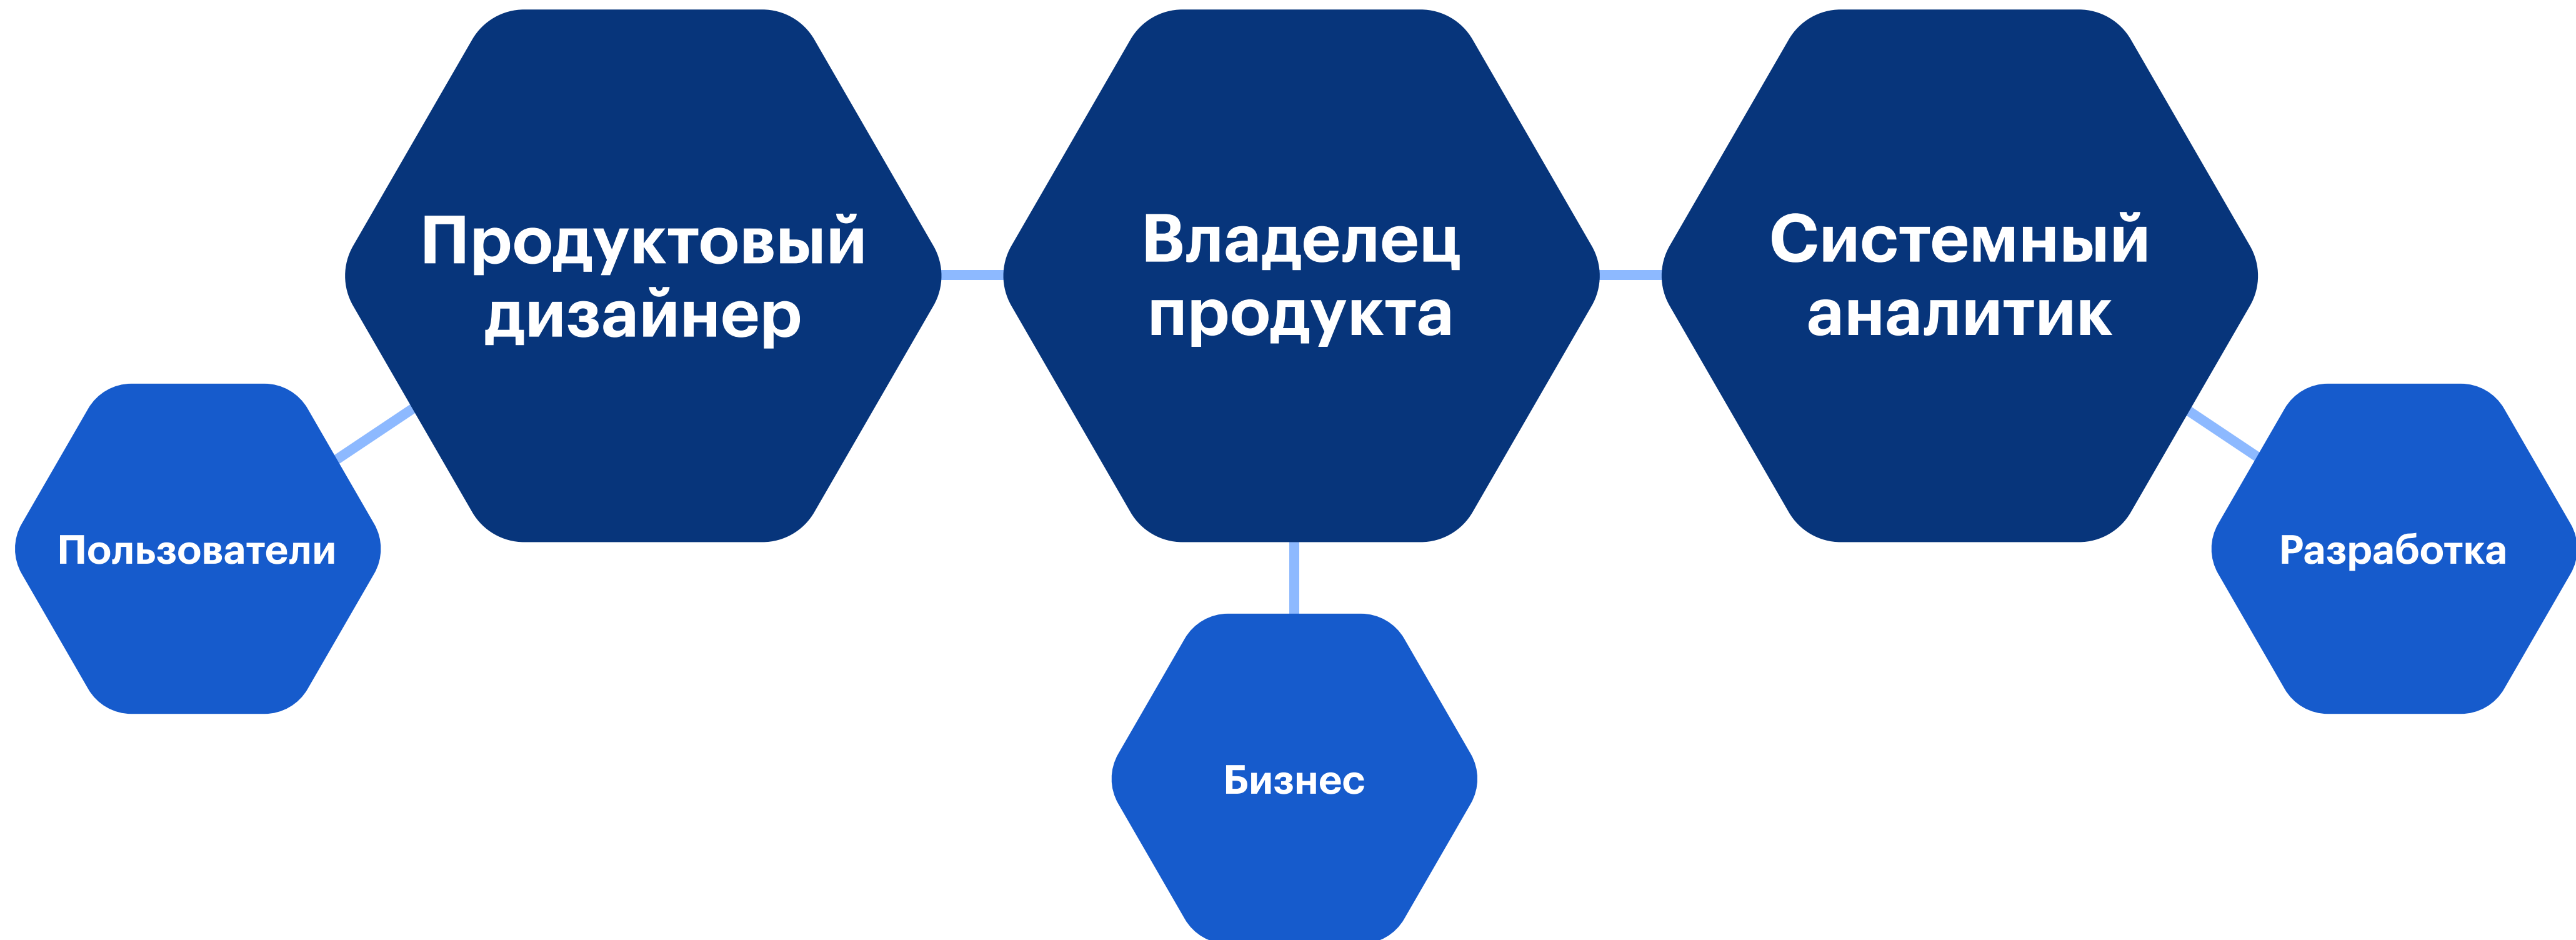 Продуктовый
дизайнер
Владелец
продукта
Системный
аналитик
Пользователи
Разработка
Бизнес